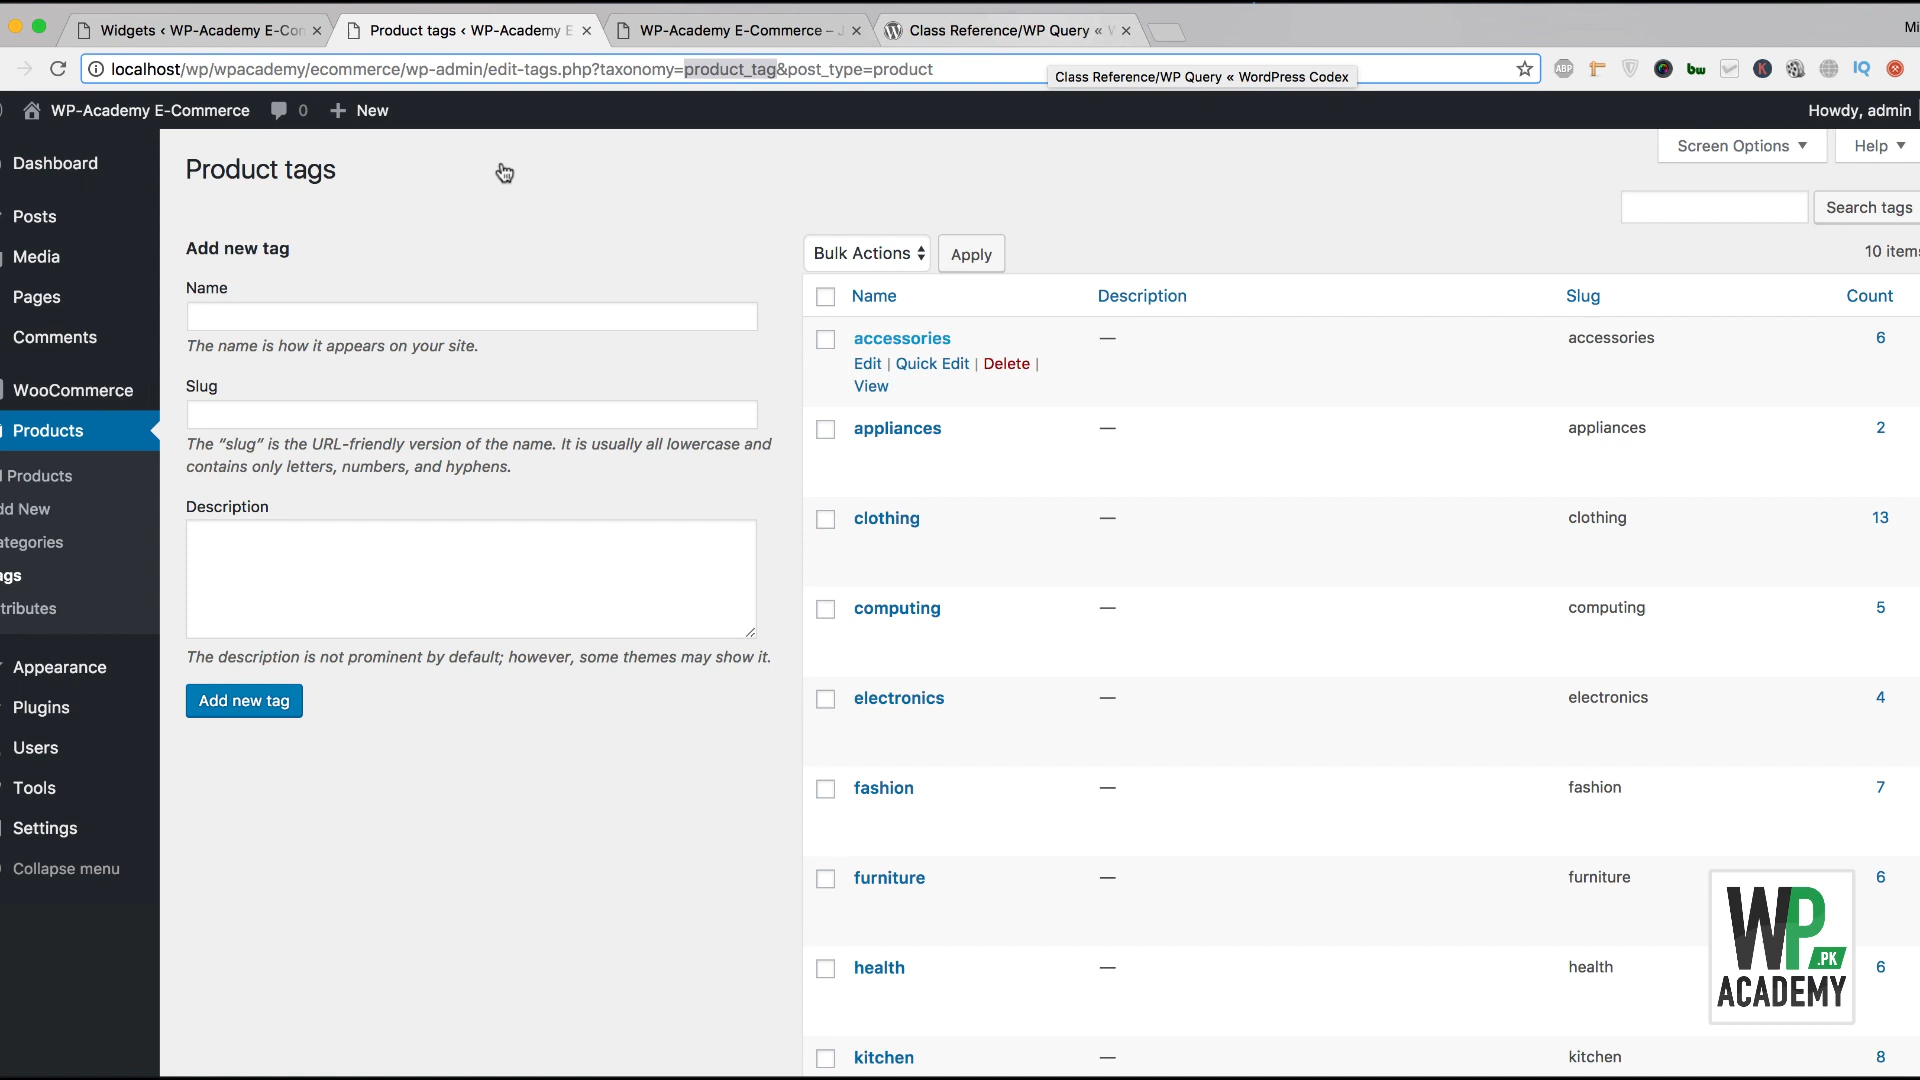 Widgets ‹ WP-Academy E-Con
Product tags ‹ WP-Academy E
WP-Academy E-Commerce –
Class Reference/WP Query «
Mi
localhost/wp/wpacademy/ecommerce/wp-admin/edit-tags.php?taxonomy=product_tag&post_type=product
Class Reference/WP Query « WordPress Codex
ABP
bw
K
IQ
WP-Academy E-Commerce
0
New
Howdy, admin
Dashboard
Posts
Media
Pages
Comments
WooCommerce
Products
l Products
dd New
ategories
ags
tributes
Appearance
Plugins
Users
Tools
Settings
Collapse menu
Product tags
Screen Options
Help
Search tags
Add new tag
Name
The name is how it appears on your site.
Slug
The “slug” is the URL-friendly version of the name. It is usually all lowercase and
contains only letters, numbers, and hyphens.
Description
The description is not prominent by default; however, some themes may show it.
Add new tag
Bulk Actions
Apply
10 items
Name Description Slug Count
accessories — accessories 6
Edit | Quick Edit | Delete |
View
appliances — appliances 2
clothing — clothing 13
computing — computing 5
electronics — electronics 4
fashion — fashion 7
furniture — furniture 6
health — health 6
kitchen — kitchen 8
WP
.PK
ACADEMY